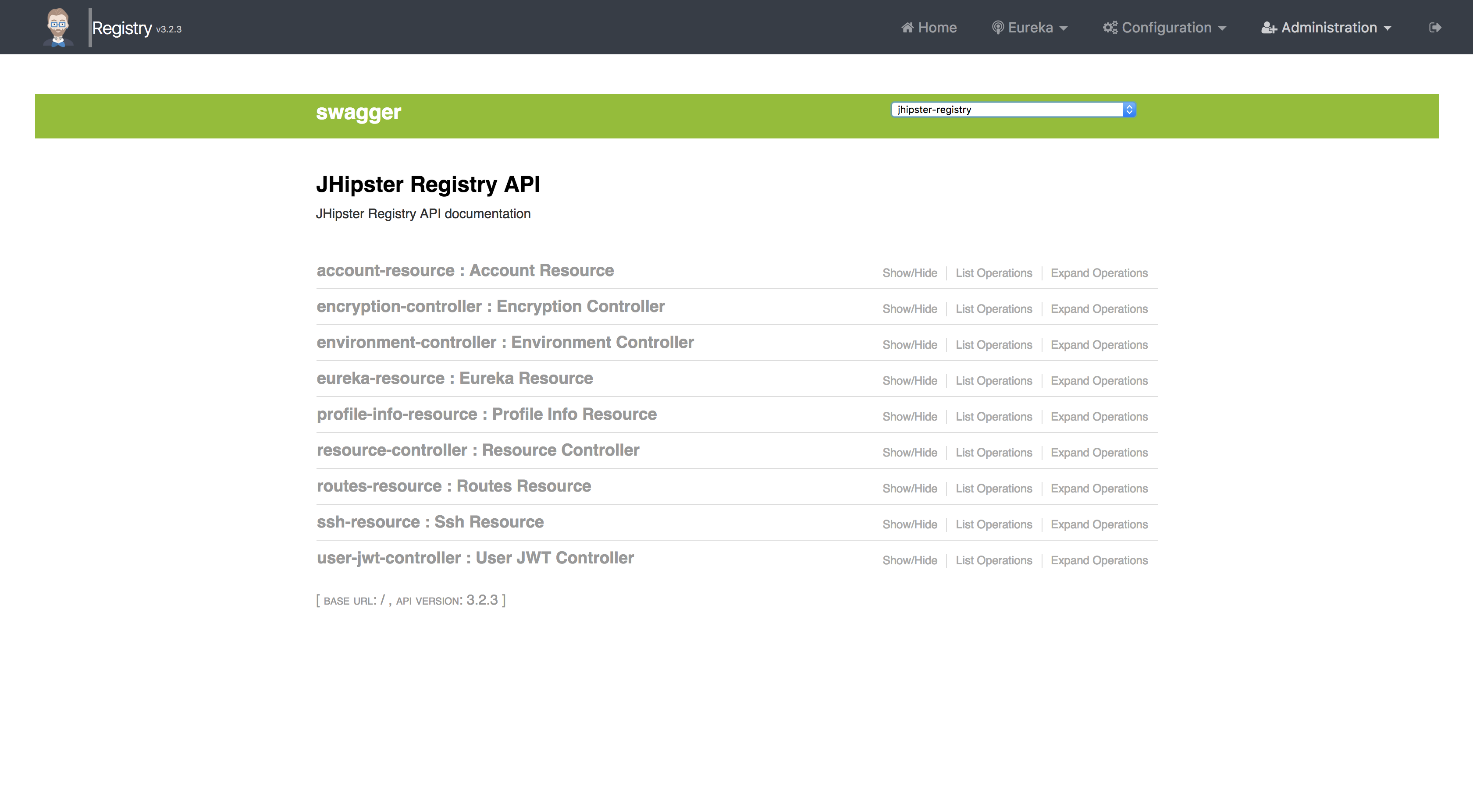 Registry v3.2.3 Home Eureka Configuration Administration
swagger jhipster-registry
JHipster Registry API
JHipster Registry API documentation
account-resource : Account Resource Show/Hide List Operations Expand Operations
encryption-controller : Encryption Controller Show/Hide List Operations Expand Operations
environment-controller : Environment Controller Show/Hide List Operations Expand Operations
eureka-resource : Eureka Resource Show/Hide List Operations Expand Operations
profile-info-resource : Profile Info Resource Show/Hide List Operations Expand Operations
resource-controller : Resource Controller Show/Hide List Operations Expand Operations
routes-resource : Routes Resource Show/Hide List Operations Expand Operations
ssh-resource : Ssh Resource Show/Hide List Operations Expand Operations
user-jwt-controller : User JWT Controller Show/Hide List Operations Expand Operations
[ BASE URL: / , API VERSION: 3.2.3 ]